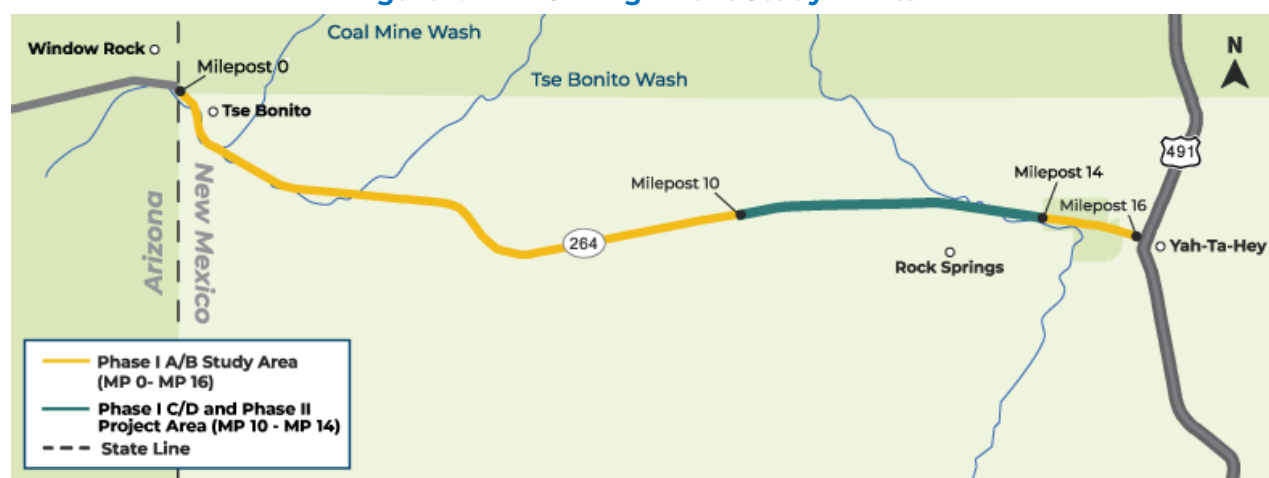 Coal Mine Wash
Window Rock
Milepost 0
Tse Bonito Wash
N
Tse Bonito
491
Milepost 14
Milepost 10
Milepost 16
Arizona
New Mexico
264
Yah-Ta-Hey
Rock Springs
Phase I A/B Study Area
(MP 0- MP 16)
Phase I C/D and Phase II
Project Area (MP 10 - MP 14)
State Line